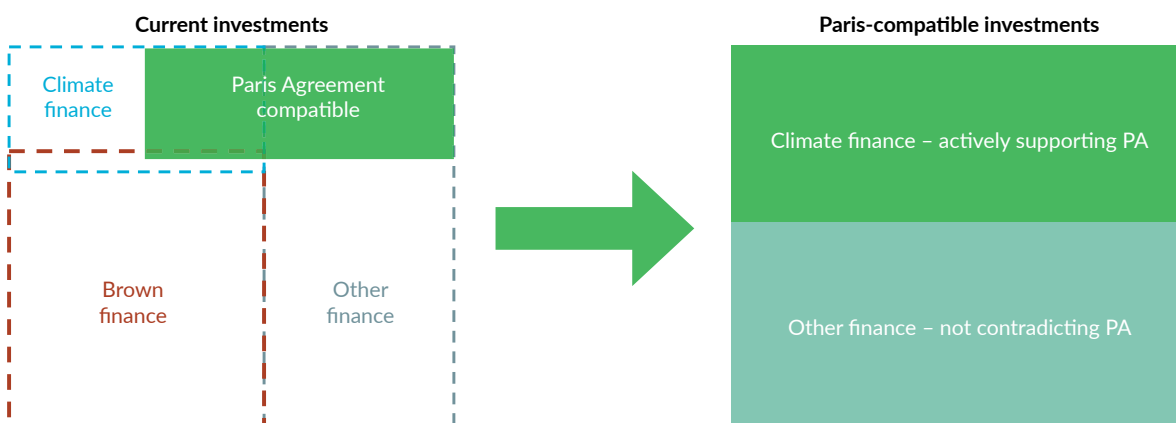 Current investments
Climate
finance
Paris Agreement
compatible
Brown
finance
Other
finance
Paris-compatible investments
Climate finance – actively supporting PA
Other finance – not contradicting PA